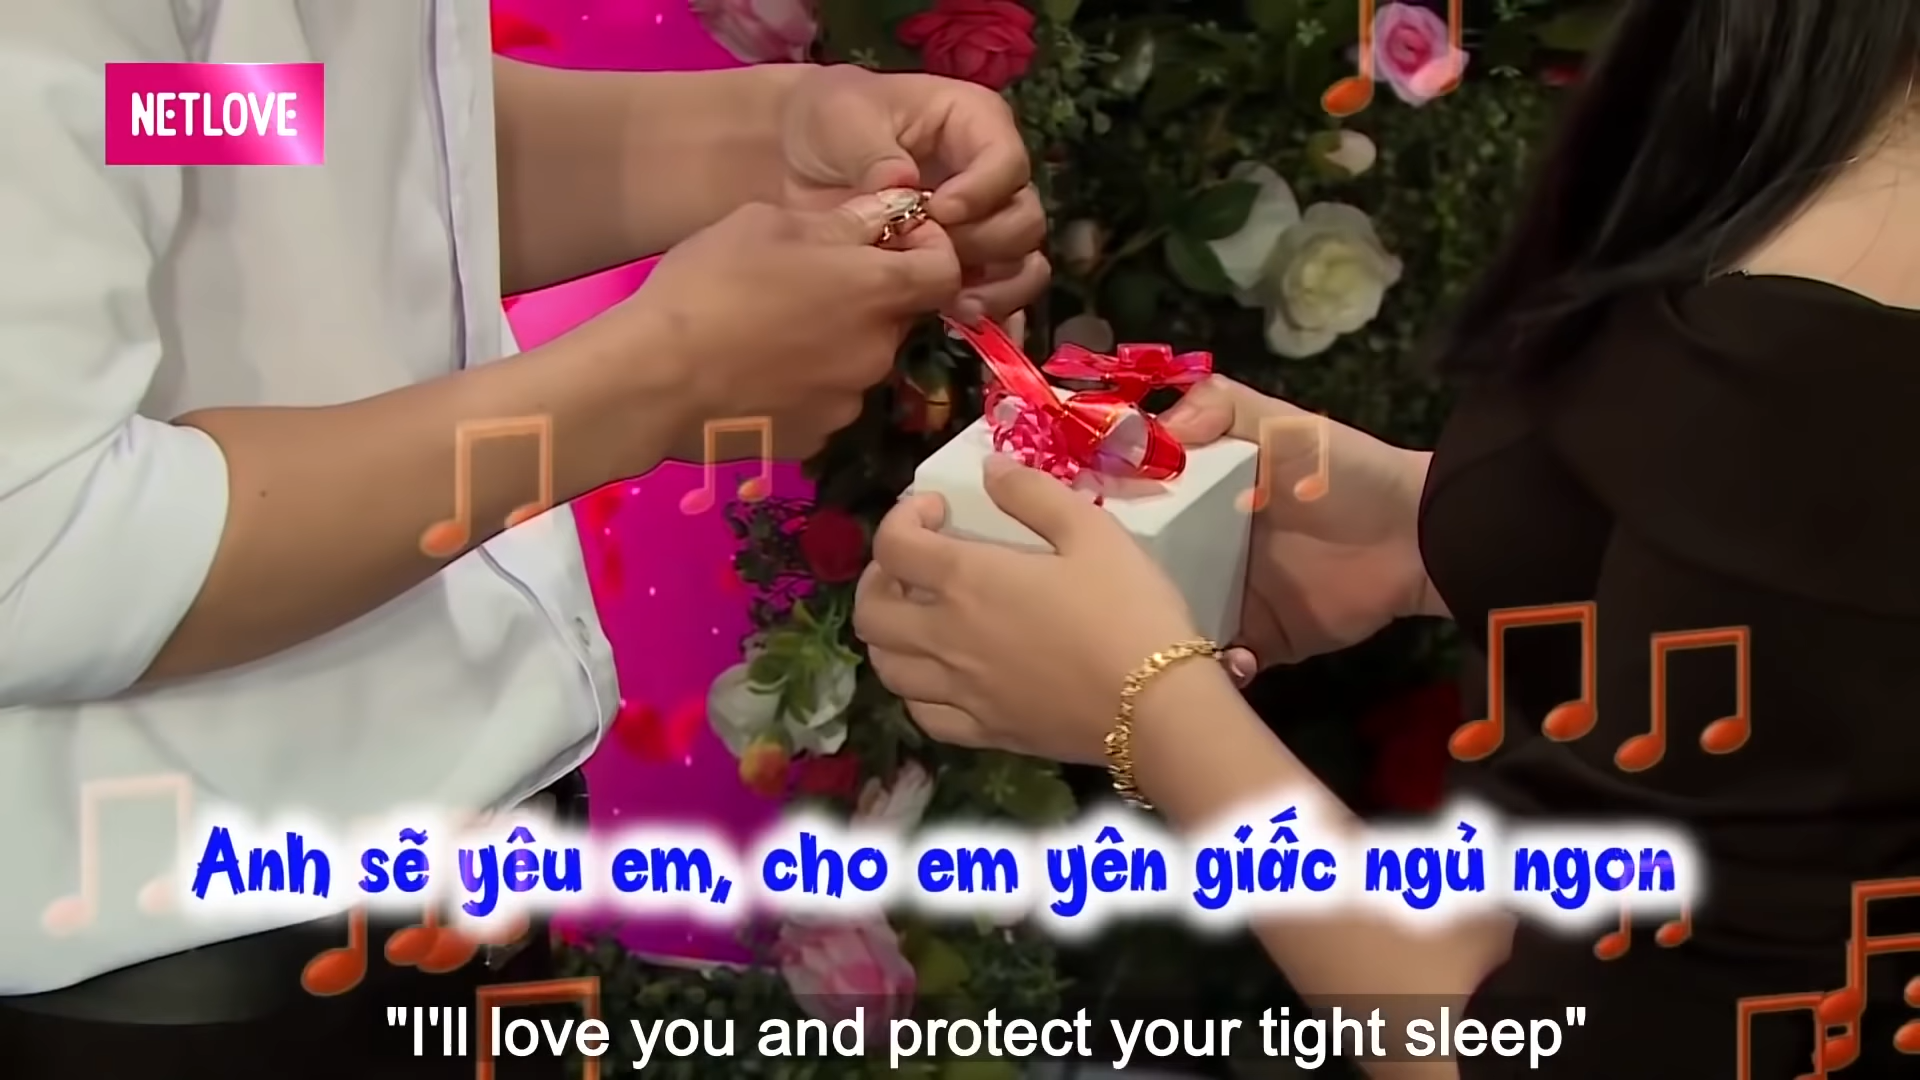 NETLOVE
Anh sẽ yêu em, cho em yên giấc ngủ ngon
"I'll love you and protect your tight sleep"